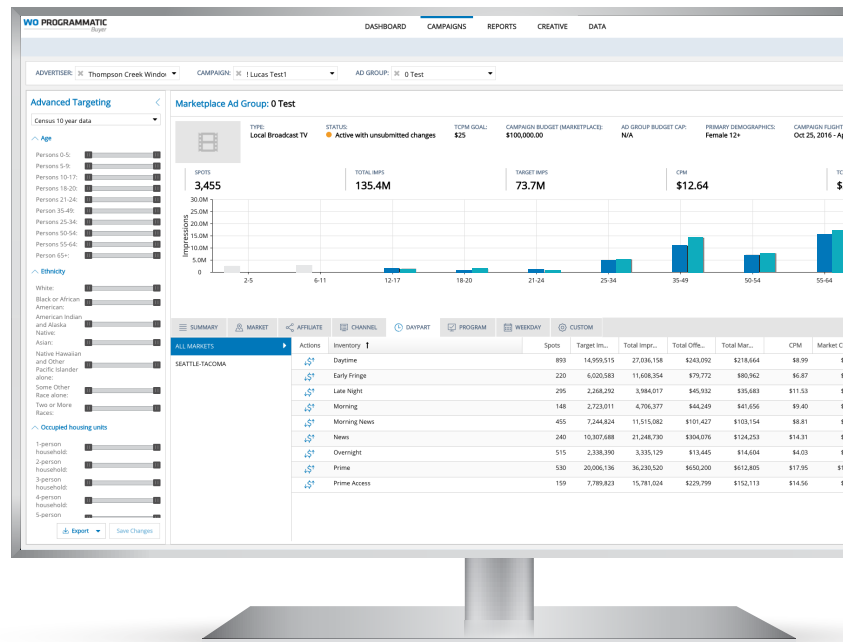 WO PROGRAMMATIC
Buyer
DASHBOARD CAMPAIGNS REPORTS CREATIVE DATA
ADVERTISER: × Thompson Creek Window CAMPAIGN: × ! Lucas Test1 AD GROUP: × 0 Test
Advanced Targeting
Census 10 year data
Age
Persons 0-5:
Persons 5-9:
Persons 10-17:
Persons 18-20:
Persons 21-24:
Person 35-49:
Persons 25-34:
Persons 50-54:
Persons 55-64:
Person 65+:
Ethnicity
White:
Black or African
American:
American Indian
and Alaska
Native:
Asian:
Native Hawaiian
and Other
Pacific Islander
alone:
Some Other
Race alone:
Two or More
Races:
Occupied housing units
1-person
household:
2-person
household:
3-person
household:
4-person
household:
5-person
Export Save Changes
Marketplace Ad Group: 0 Test
TYPE: STATUS: TCPM GOAL: CAMPAIGN BUDGET (MARKETPLACE): AD GROUP BUDGET CAP: PRIMARY DEMOGRAPHICS: CAMPAIGN FLIGHT
Local Broadcast TV Active with unsubmitted changes $25 $100,000.00 N/A Female 12+ Oct 25, 2016 - Ap
SPOTS TOTAL IMPS TARGET IMPS CPM TC
3,455 135.4M 73.7M $12.64 $
Impressions
30.0M
25.0M
20.0M
15.0M
10.0M
5.0M
0
2-5 6-11 12-17 18-20 21-24 25-34 35-49 50-54 55-64
SUMMARY MARKET AFFILIATE CHANNEL DAYPART PROGRAM WEEKDAY CUSTOM
ALL MARKETS
SEATTLE-TACOMA
Actions Inventory ↑ Spots Target Im... Total Impr... Total Offe... Total Mar... CPM Market C
Daytime 893 14,959,515 27,036,158 $243,092 $218,664 $8.99 $
Early Fringe 220 6,020,583 11,608,354 $79,772 $80,962 $6.87 $
Late Night 295 2,268,292 3,984,017 $45,932 $35,683 $11.53 $
Morning 148 2,723,011 4,706,377 $44,249 $41,656 $9.40 $
Morning News 455 7,244,824 11,515,082 $101,427 $103,154 $8.81 $
News 240 10,307,688 21,248,730 $304,076 $124,253 $14.31 $
Overnight 515 2,338,390 3,335,129 $13,445 $14,604 $4.03 $
Prime 530 20,006,136 36,230,520 $650,200 $612,805 $17.95 $1
Prime Access 159 7,789,823 15,781,024 $229,799 $152,113 $14.56 $